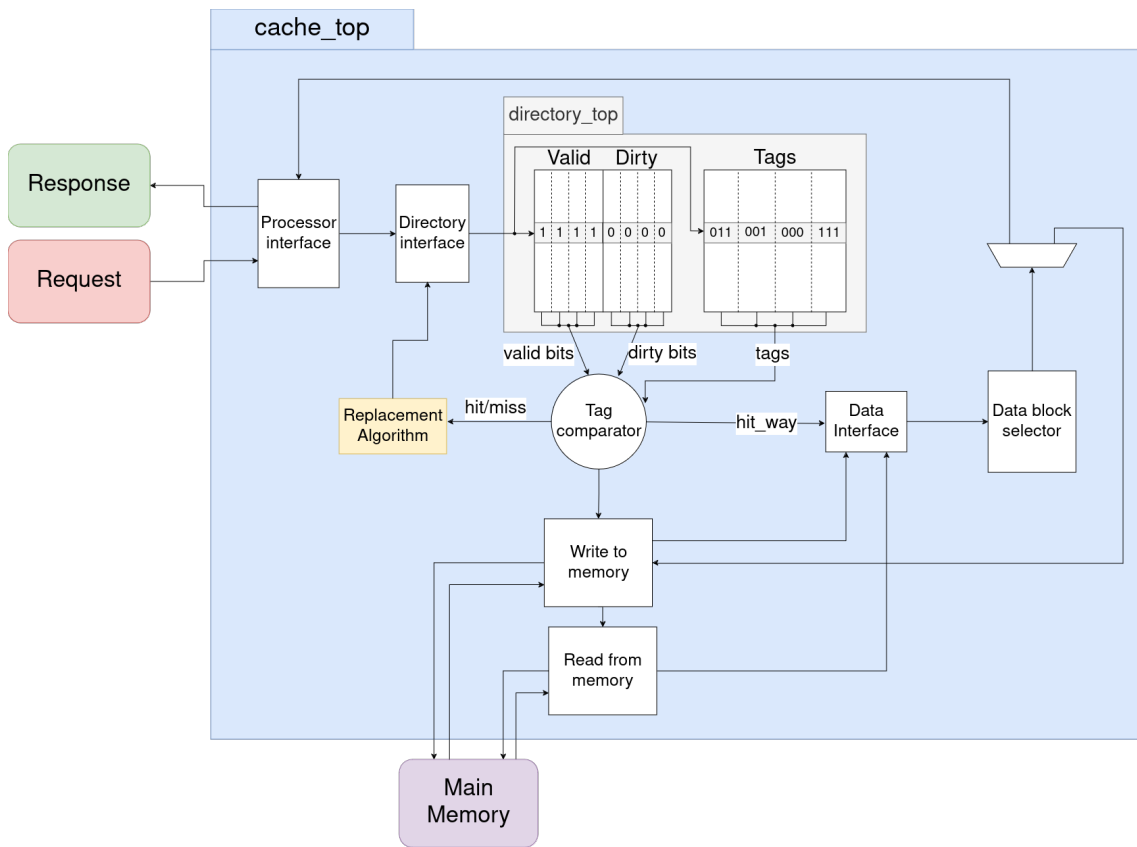 cache_top
directory_top
Valid Dirty Tags
Response
Request
Processor
interface
Directory
interface
1 1 1 1 0 0 0 0
011 001 000 111
valid bits
dirty bits
tags
hit/miss
Replacement
Algorithm
Tag
comparator
hit_way
Data
Interface
Data block
selector
Write to
memory
Read from
memory
Main
Memory